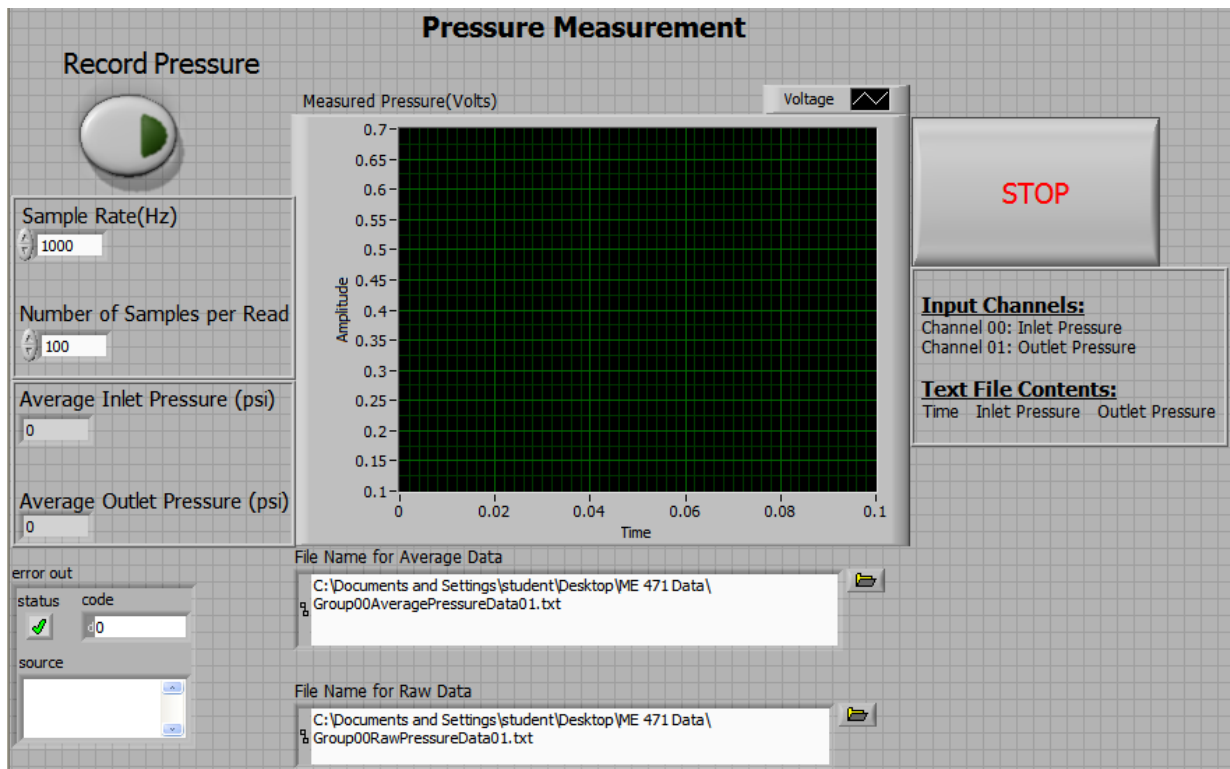 Pressure Measurement
Record Pressure
Measured Pressure(Volts)
Voltage
0.7
0.65
0.6
0.55
0.5
0.45
0.4
0.35
0.3
0.25
0.2
0.15
0.1
Amplitude
0
0.02
0.04
0.06
0.08
0.1
Time
STOP
Sample Rate(Hz)
1000
Number of Samples per Read
100
Average Inlet Pressure (psi)
0
Average Outlet Pressure (psi)
0
Input Channels:
Channel 00: Inlet Pressure
Channel 01: Outlet Pressure
Text File Contents:
Time Inlet Pressure Outlet Pressure
error out
status code
d0
source
File Name for Average Data
C:\Documents and Settings\student\Desktop\ME 471 Data\
Group00AveragePressureData01.txt
File Name for Raw Data
C:\Documents and Settings\student\Desktop\ME 471 Data\
Group00RawPressureData01.txt